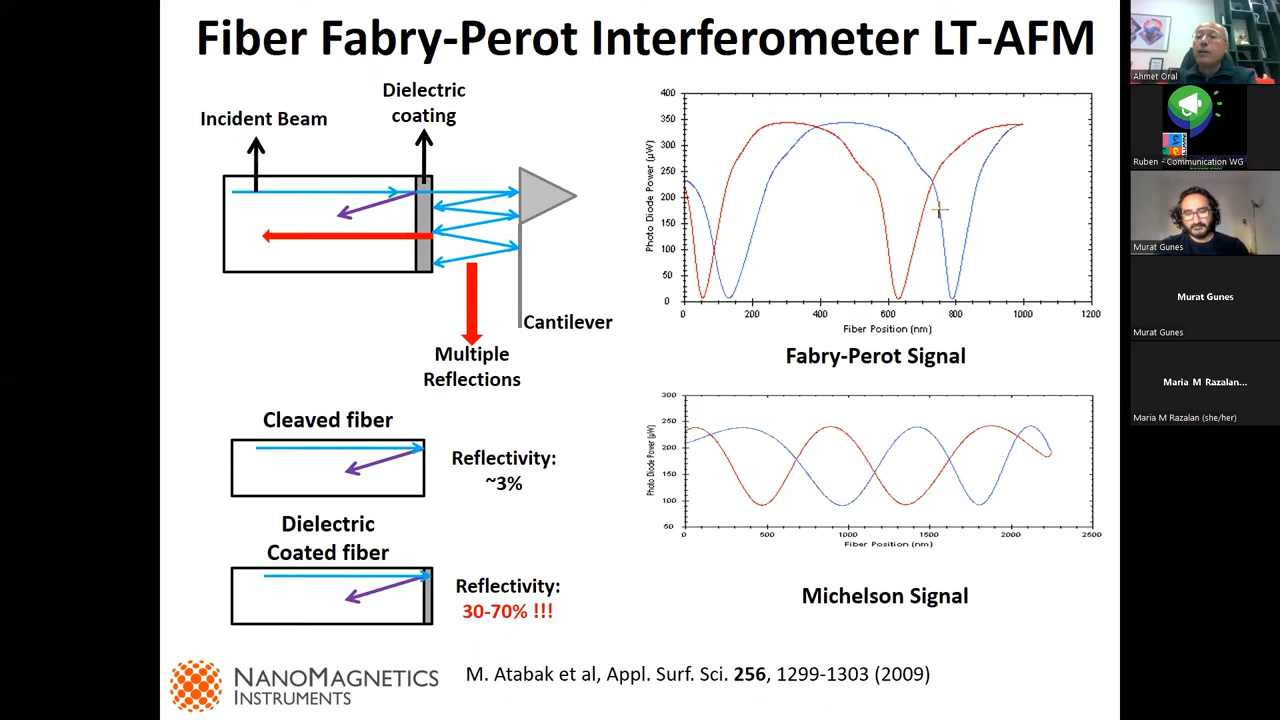 Fiber Fabry-Perot Interferometer LT-AFM
Incident Beam
Dielectric
coating
Cantilever
Multiple
Reflections
Cleaved fiber
Reflectivity:
~3%
Dielectric
Coated fiber
Reflectivity:
30-70% !!!
Photo Diode Power (µW)
400
350
300
250
200
150
100
50
0
0
200
400
600
800
1000
1200
Fiber Position (nm)
Fabry-Perot Signal
Photo Diode Power (µW)
300
250
200
150
100
50
0
500
1000
1500
2000
2500
Fiber Position (nm)
Michelson Signal
NANOMAGNETICS
INSTRUMENTS
M. Atabak et al, Appl. Surf. Sci. 256, 1299-1303 (2009)
Ahmet Oral
Ruben - Communication WG
Murat Gunes
Murat Gunes
Murat Gunes
Maria M Razalan...
Maria M Razalan (she/her)